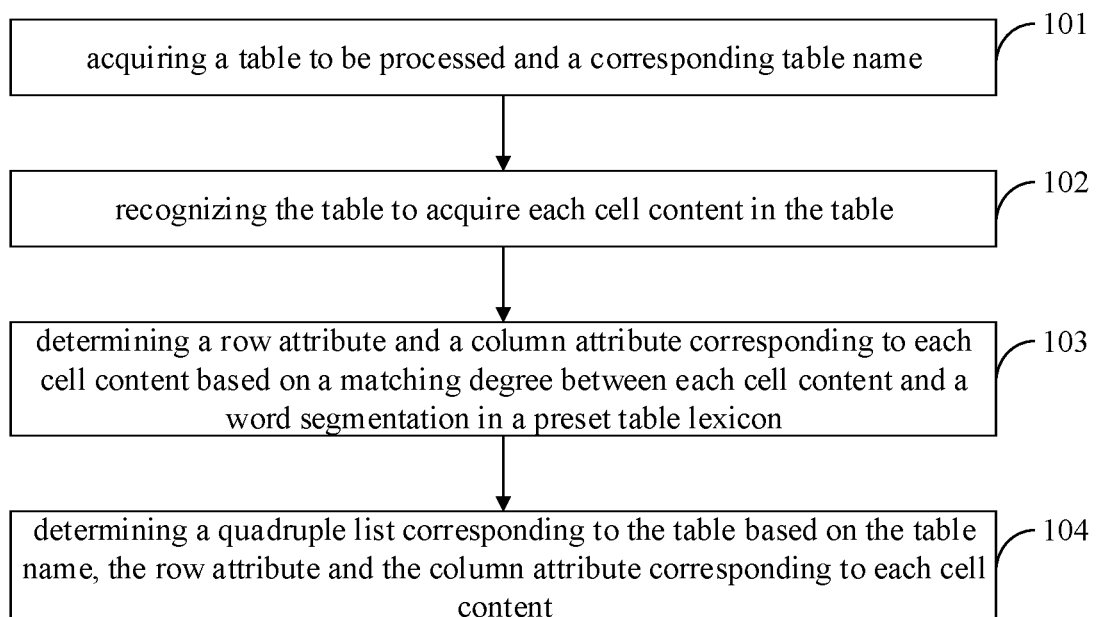 acquiring a table to be processed and a corresponding table name
101
recognizing the table to acquire each cell content in the table
102
determining a row attribute and a column attribute corresponding to each
cell content based on a matching degree between each cell content and a
word segmentation in a preset table lexicon
103
determining a quadruple list corresponding to the table based on the table
name, the row attribute and the column attribute corresponding to each cell
content
104